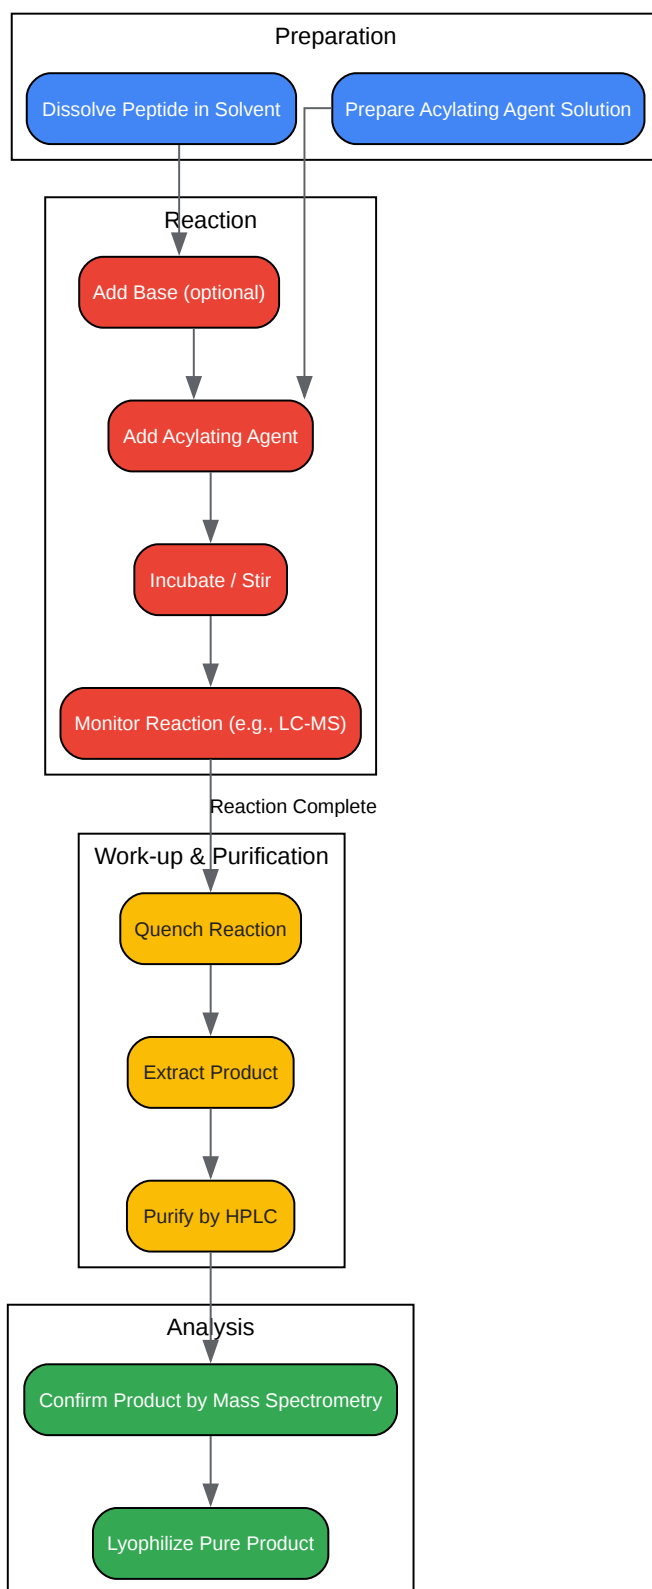 Preparation
Dissolve Peptide in Solvent
Prepare Acylating Agent Solution
Reaction
Add Base (optional)
Add Acylating Agent
Incubate / Stir
Monitor Reaction (e.g., LC-MS)
Reaction Complete
Work-up & Purification
Quench Reaction
Extract Product
Purify by HPLC
Analysis
Confirm Product by Mass Spectrometry
Lyophilize Pure Product